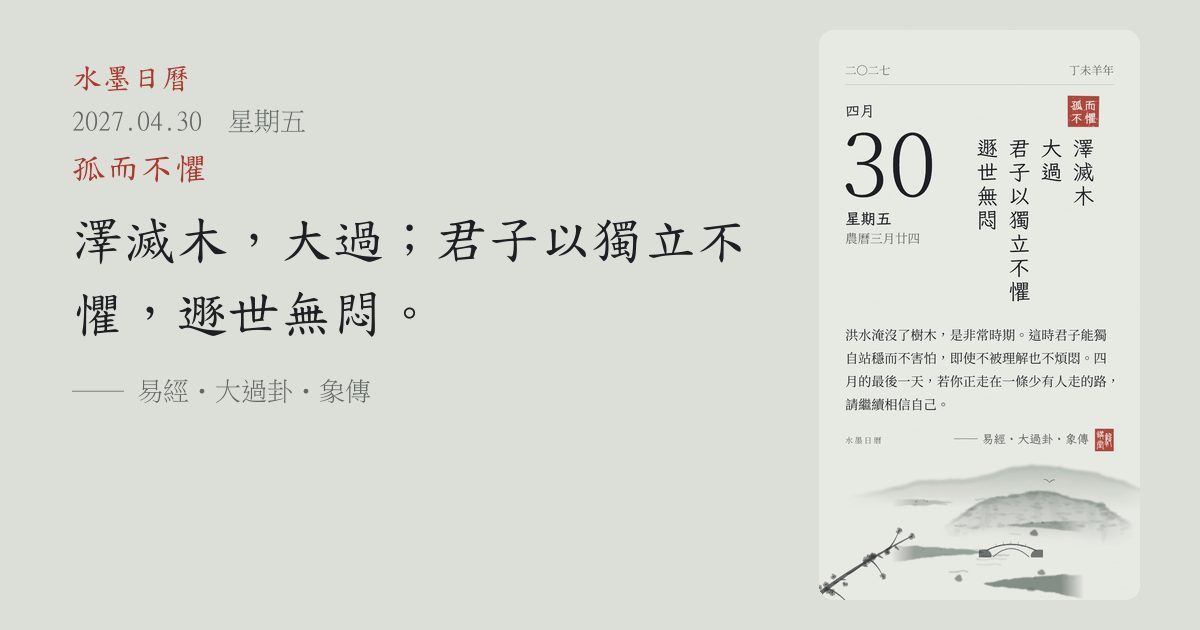 水墨日曆
2027.04.30 星期五
孤而不懼
澤滅木，大過；君子以獨立不
懼，遯世無悶。
—— 易經・大過卦・象傳
二〇二七
丁未羊年
四月
30
星期五
農曆三月廿四
孤而
不懼
澤滅木
大過
君子以獨立不懼
遯世無悶
洪水淹沒了樹木，是非常時期。這時君子能獨
自站穩而不害怕，即使不被理解也不煩悶。四
月的最後一天，若你正走在一條少有人走的路，
請繼續相信自己。
水墨日曆
—— 易經・大過卦・象傳